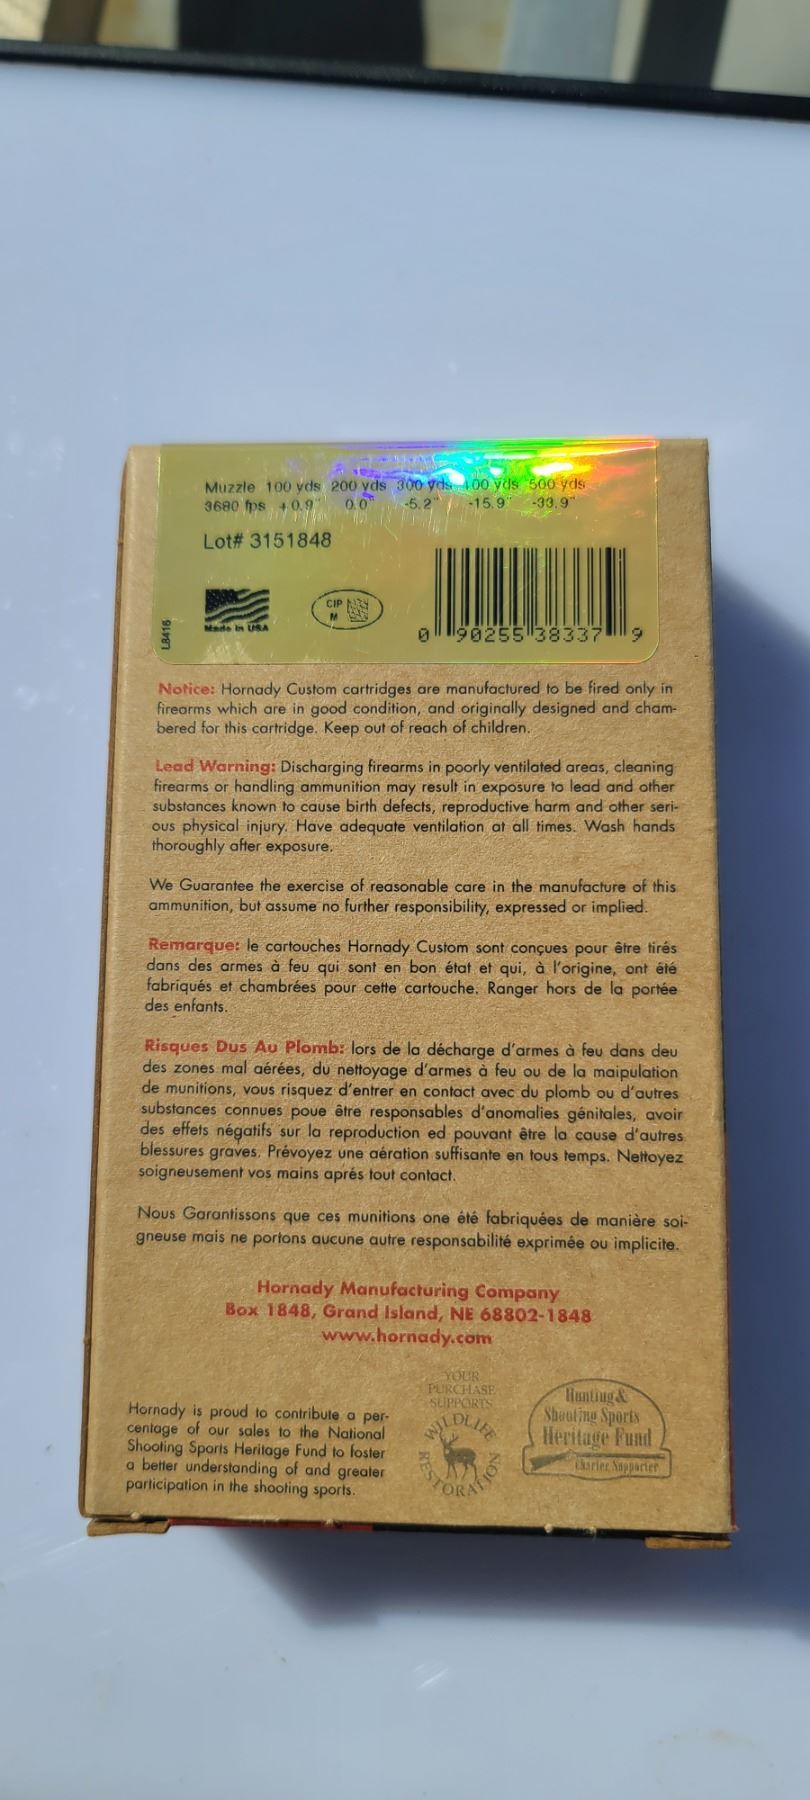 Muzzle 100 yds 200 yds 300 yds 400 yds 500 yds
3680 fps +0.9" 0.0" -5.2" -15.9" -33.9"
Lot# 3151848
CIP
M
Made in USA
L8416
0 90255 38337 9
Notice: Hornady Custom cartridges are manufactured to be fired only in
firearms which are in good condition, and originally designed and cham-
bered for this cartridge. Keep out of reach of children.
Lead Warning: Discharging firearms in poorly ventilated areas, cleaning
firearms or handling ammunition may result in exposure to lead and other
substances known to cause birth defects, reproductive harm and other seri-
ous physical injury. Have adequate ventilation at all times. Wash hands
thoroughly after exposure.
We Guarantee the exercise of reasonable care in the manufacture of this
ammunition, but assume no further responsibility, expressed or implied.
Remarque: le cartouches Hornady Custom sont conçues pour être tirés
dans des armes à feu qui sont en bon état et qui, à l'origine, ont été
fabriqués et chambrées pour cette cartouche. Ranger hors de la portée
des enfants.
Risques Dus Au Plomb: lors de la décharge d'armes à feu dans deu
des zones mal aérées, du nettoyage d'armes à feu ou de la maipulation
de munitions, vous risquez d'entrer en contact avec du plomb ou d'autres
substances connues poue être responsables d'anomalies génitales, avoir
des effets négatifs sur la reproduction ed pouvant être la cause d'autres
blessures graves. Prévoyez une aération suffisante en tous temps. Nettoyez
soigneusement vos mains aprés tout contact.
Nous Garantissons que ces munitions one été fabriquées de manière soi-
gneuse mais ne portons aucune autre responsabilité exprimée ou implicite.
Hornady Manufacturing Company
Box 1848, Grand Island, NE 68802-1848
www.hornady.com
Hornady is proud to contribute a per-
centage of our sales to the National
Shooting Sports Heritage Fund to foster
a better understanding of and greater
participation in the shooting sports.
YOUR
PURCHASE
SUPPORTS
WILDLIFE
RESTORATION
Hunting &
Shooting Sports
Heritage Fund
Charter Supporter